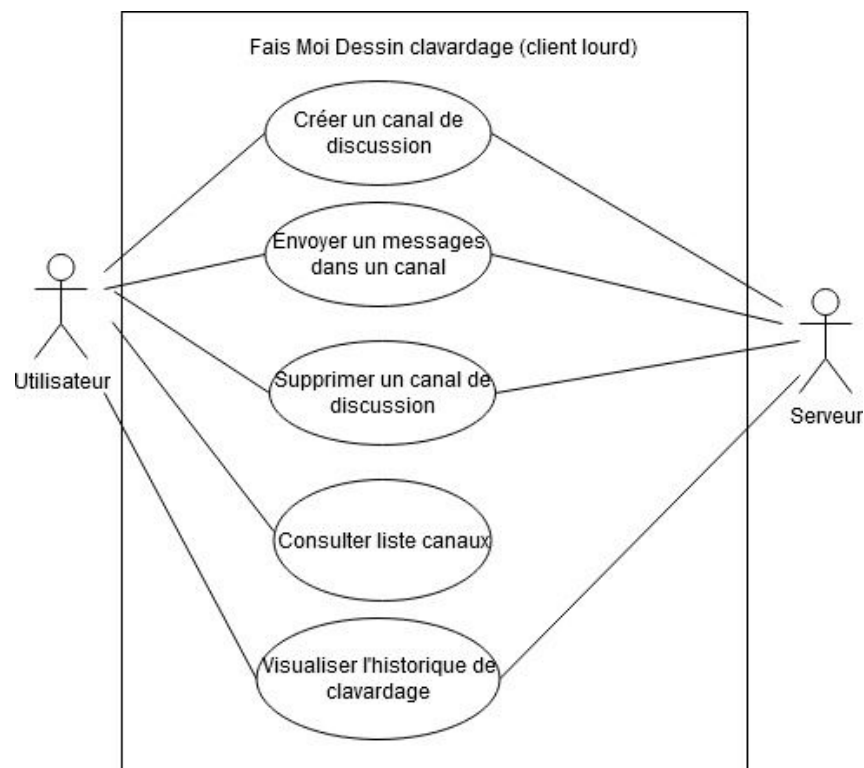 Fais Moi Dessin clavardage (client lourd)
Créer un canal de
discussion
Envoyer un messages
dans un canal
Utilisateur
Supprimer un canal de
discussion
Serveur
Consulter liste canaux
Visualiser l'historique de
clavardage